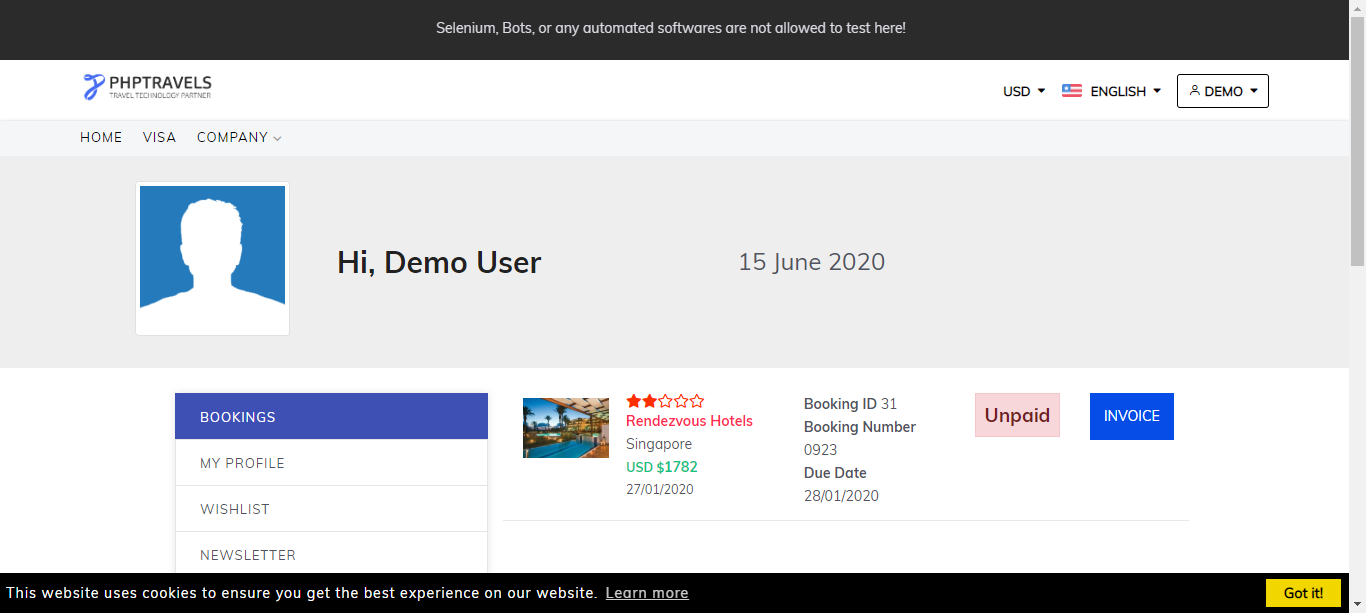 Selenium, Bots, or any automated softwares are not allowed to test here!
PHPTRAVELS
TRAVEL TECHNOLOGY PARTNER
USD
ENGLISH
DEMO
HOME VISA COMPANY
Hi, Demo User
15 June 2020
BOOKINGS
MY PROFILE
WISHLIST
NEWSLETTER
Rendezvous Hotels
Singapore
USD $1782
27/01/2020
Booking ID 31
Booking Number
0923
Due Date
28/01/2020
Unpaid
INVOICE
This website uses cookies to ensure you get the best experience on our website. Learn more
Got it!